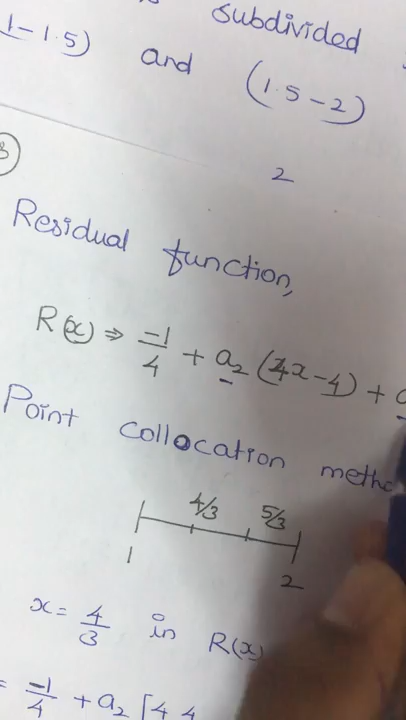 subdivided
1-1.5) and (1.5-2)
2
Residual function,
R(x) ⇒ -1/4 + a₂ (4x-4) +
Point collocation metho
4/3 5/3
1 2
x = 4/3 in R(x)
= -1/4 + a₂ [4 4